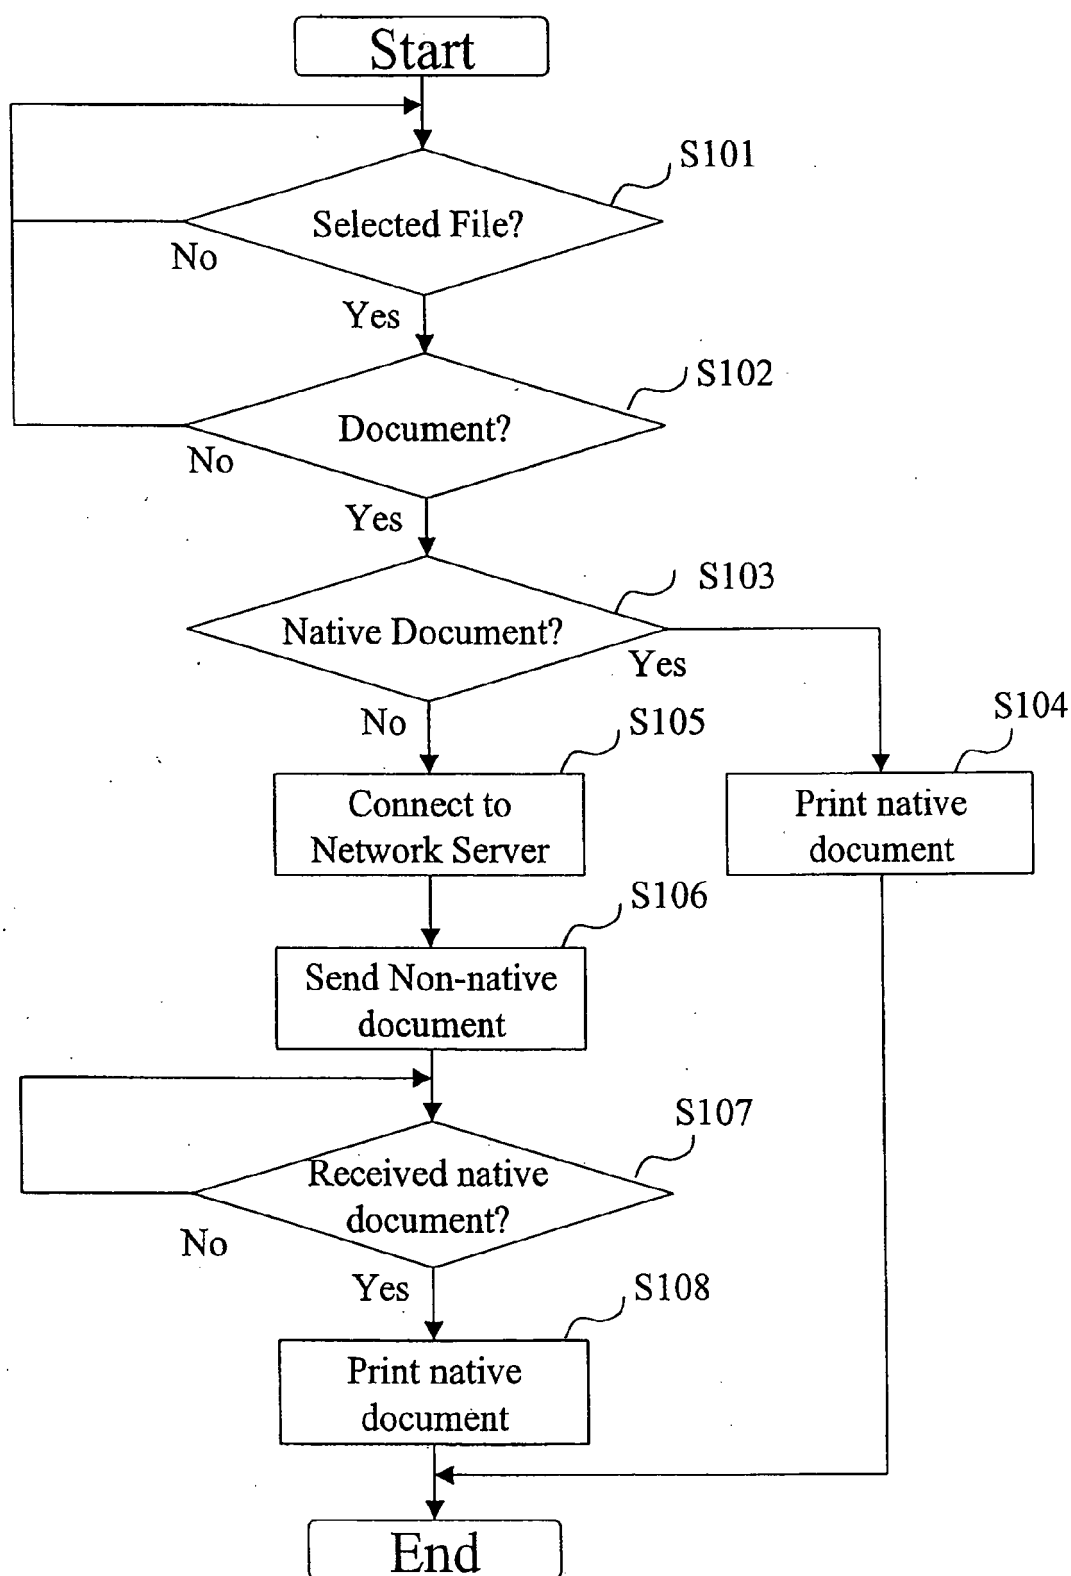 Start
S101
Selected File?
No
Yes
S102
Document?
No
Yes
S103
Native Document?
Yes
No
S105
S104
Connect to
Network Server
Print native
document
S106
Send Non-native
document
S107
Received native
document?
No
Yes
S108
Print native
document
End